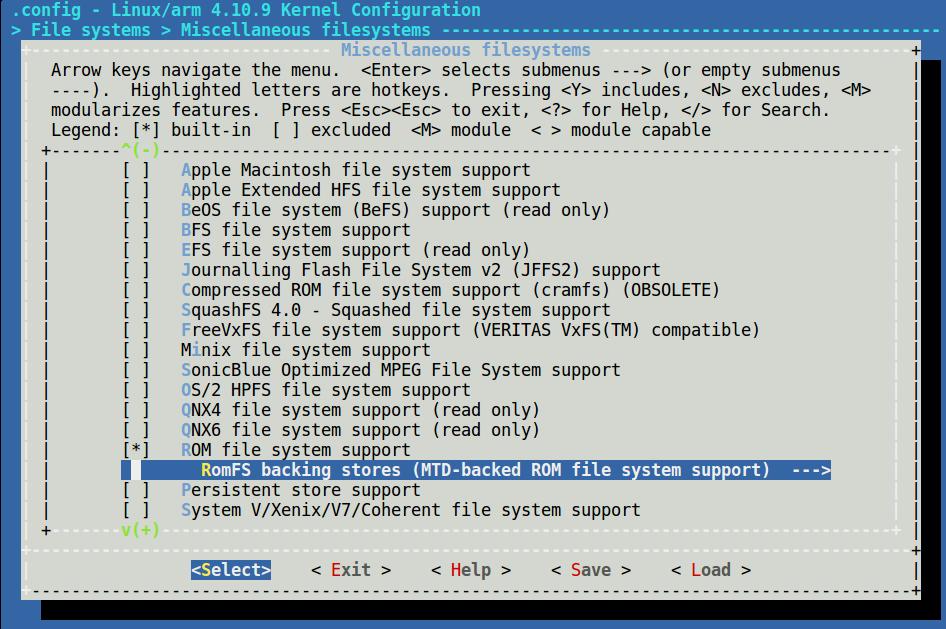 .config - Linux/arm 4.10.9 Kernel Configuration
> File systems > Miscellaneous filesystems
Miscellaneous filesystems
Arrow keys navigate the menu.  <Enter> selects submenus ---> (or empty submenus
----).  Highlighted letters are hotkeys.  Pressing <Y> includes, <N> excludes, <M>
modularizes features.  Press <Esc><Esc> to exit, <?> for Help, </> for Search.
Legend: [*] built-in  [ ] excluded  <M> module  < > module capable
^(-)
[ ]   Apple Macintosh file system support
[ ]   Apple Extended HFS file system support
[ ]   BeOS file system (BeFS) support (read only)
[ ]   BFS file system support
[ ]   EFS file system support (read only)
[ ]   Journalling Flash File System v2 (JFFS2) support
[ ]   Compressed ROM file system support (cramfs) (OBSOLETE)
[ ]   SquashFS 4.0 - Squashed file system support
[ ]   FreeVxFS file system support (VERITAS VxFS(TM) compatible)
[ ]   Minix file system support
[ ]   SonicBlue Optimized MPEG File System support
[ ]   OS/2 HPFS file system support
[ ]   QNX4 file system support (read only)
[ ]   QNX6 file system support (read only)
[*]   ROM file system support
RomFS backing stores (MTD-backed ROM file system support)  --->
[ ]   Persistent store support
[ ]   System V/Xenix/V7/Coherent file system support
v(+)
<Select>    < Exit >    < Help >    < Save >    < Load >